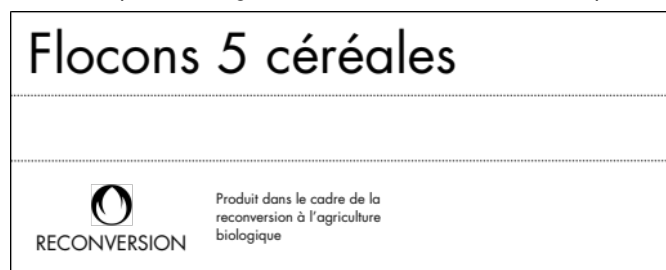 Flocons 5 céréales
RECONVERSION
Produit dans le cadre de la
reconversion à l'agriculture
biologique